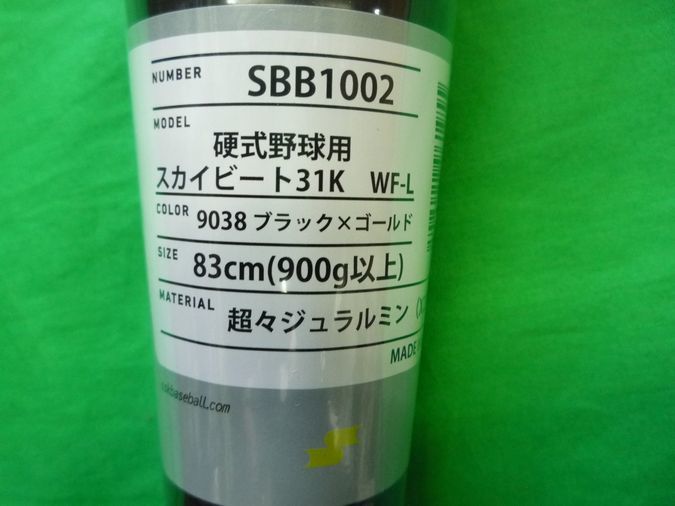 NUMBER SBB1002
MODEL
硬式野球用
スカイビート31K WF-L
COLOR 9038 ブラック×ゴールド
SIZE 83cm(900g以上)
MATERIAL 超々ジュラルミン
MADE
sskbaseball.com